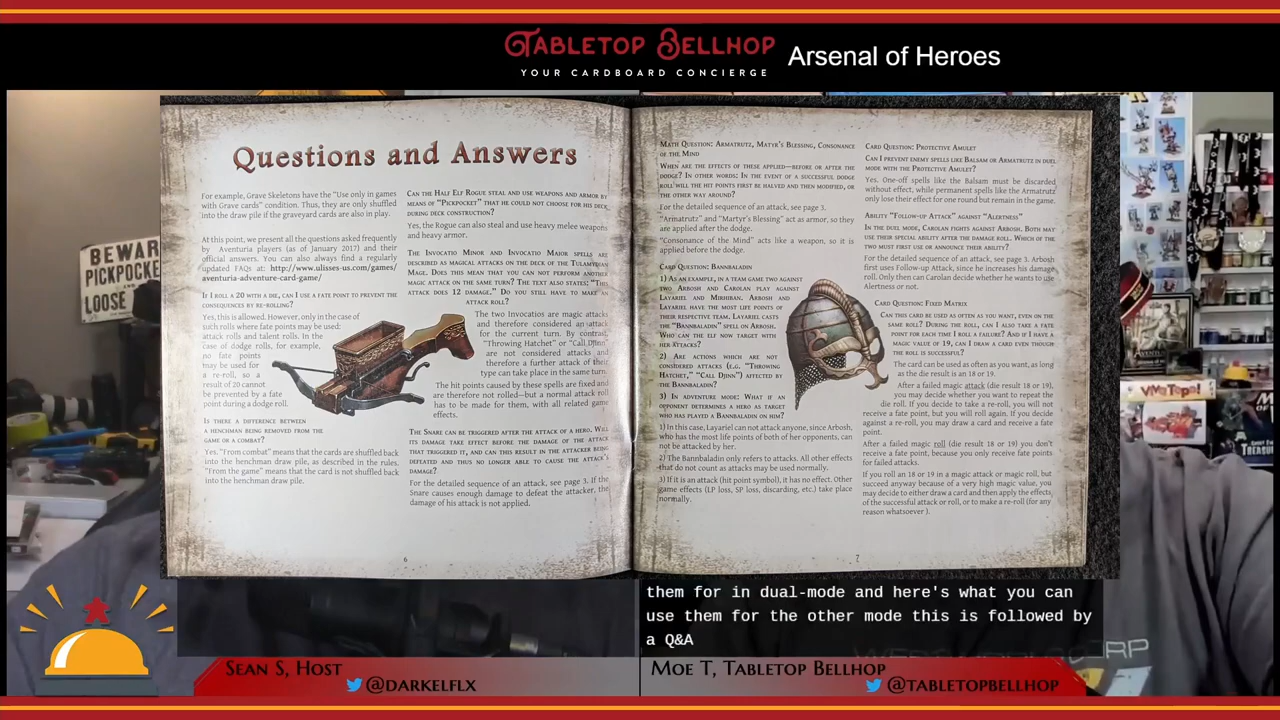 TABLETOP BELLHOP
YOUR CARDBOARD CONCIERGE
Arsenal of Heroes
BEWARE
PICKPOCKE
AND
LOOSE
Questions and Answers
For example, Grave Skeletons have the "Use only in games
with Grave cards" condition. Thus, they are only shuffled
into the draw pile if the graveyard cards are also in play.
At this point, we present all the questions asked frequently
by Aventuria players (as of January 2017) and their
official answers. You can also always find a regularly
updated FAQs at: http://www.ulisses-us.com/games/
aventuria-adventure-card-game/
If I roll a 20 with a die, can I use a fate point to prevent the
consequences by re-rolling?
Yes, this is allowed. However, only in the case of
such rolls where fate points may be used:
attack rolls and talent rolls. In the
case of dodge rolls, for example,
no fate points
may be used for
a re-roll, so a
result of 20 cannot
be prevented by a fate
point during a dodge roll.
Is there a difference between
a henchman being removed from the
game or a combat?
Yes. "From combat" means that the cards are shuffled back
into the henchman draw pile, as described in the rules.
"From the game" means that the card is not shuffled back
into the henchman draw pile.
Can the Half Elf Rogue steal and use weapons and armor by
means of "Pickpocket" that he could not choose for his deck
during deck construction?
Yes, the Rogue can also steal and use heavy melee weapons
and heavy armor.
The Invocatio Minor and Invocatio Major spells are
described as magical attacks on the deck of the Tulamydian
Mage. Does this mean that you can not perform another
magic attack on the same turn? The text also states: "This
attack does 12 damage." Do you still have to make an
attack roll?
The two Invocatios are magic attacks
and therefore considered an attack
for the current turn. By contrast,
"Throwing Hatchet" or "Call Djinn"
are not considered attacks and
therefore a further attack of their
type can take place in the same turn.
The hit points caused by these spells are fixed and
are therefore not rolled—but a normal attack roll
has to be made for them, with all related game
effects.
The Snare can be triggered after the attack of a hero. Will
its damage take effect before the damage of the attack
that triggered it, and can this result in the attacker being
defeated and thus no longer able to cause the attack's
damage?
For the detailed sequence of an attack, see page 3. If the
Snare causes enough damage to defeat the attacker, the
damage of his attack is not applied.
6
Math Question: Armatrutz, Matyr's Blessing, Consonance
of the Mind
When are the effects of these applied—before or after the
dodge? In other words: In the event of a successful dodge
roll will the hit points first be halved and then modified, or
the other way around?
For the detailed sequence of an attack, see page 3.
"Armatrutz" and "Martyr's Blessing" act as armor, so they
are applied after the dodge.
"Consonance of the Mind" acts like a weapon, so it is
applied before the dodge.
Card Question: Bannbaladin
1) As an example, in a team game two against
two Arbosh and Carolan play against
Layariel and Mirhiban. Arbosh and
Layariel have the most life points of
their respective team. Layariel casts
the "Bannbaladin" spell on Arbosh.
Who can the elf now target with
her attacks?
2) Are actions which are not
considered attacks (e.g. "Throwing
Hatchet," "Call Djinn") affected by
the Bannbaladin?
3) In adventure mode: What if an
opponent determines a hero as target
who has played a Bannbaladin on him?
1) In this case, Layariel can not attack anyone, since Arbosh,
who has the most life points of both of her opponents, can
not be attacked by her.
2) The Bannbaladin only refers to attacks. All other effects
that do not count as attacks may be used normally.
3) If it is an attack (hit point symbol), it has no effect. Other
game effects (LP loss, SP loss, discarding, etc.) take place
normally.
Card Question: Protective Amulet
Can I prevent enemy spells like Balsam or Armatrutz in duel
mode with the Protective Amulet?
Yes. One-off spells like the Balsam must be discarded
without effect, while permanent spells like the Armatrutz
only lose their effect for one round but remain in the game.
Ability "Follow-up Attack" against "Alertness"
In the duel mode, Carolan fights against Arbosh. Both may
use their special ability after the damage roll. Which of the
two must first use or announce their ability?
For the detailed sequence of an attack, see page 3. Arbosh
first uses Follow-up Attack, since he increases his damage
roll. Only then can Carolan decide whether he wants to use
Alertness or not.
Card Question: Fixed Matrix
Can this card be used as often as you want, even on the
same roll? During the roll, can I also take a fate
point for each time I roll a failure? And if I have a
magic value of 19, can I draw a card even though
the roll is successful?
The card can be used as often as you want, as long
as the die result is an 18 or 19.
After a failed magic attack (die result 18 or 19),
you may decide whether you want to repeat the
die roll. If you decide to take a re-roll, you will not
receive a fate point, but you will roll again. If you decide
against a re-roll, you may draw a card and receive a fate
point.
After a failed magic roll (die result 18 or 19) you don't
receive a fate point, because you only receive fate points
for failed attacks.
If you roll an 18 or 19 in a magic attack or magic roll, but
succeed anyway because of a very high magic value, you
may decide to either draw a card and then apply the effects
of the successful attack or roll, or to make a re-roll (for any
reason whatsoever ).
7
them for in dual-mode and here's what you can
use them for the other mode this is followed by
a Q&A
Sean S, Host
@DARKELFLX
Moe T, Tabletop Bellhop
@TABLETOPBELLHOP